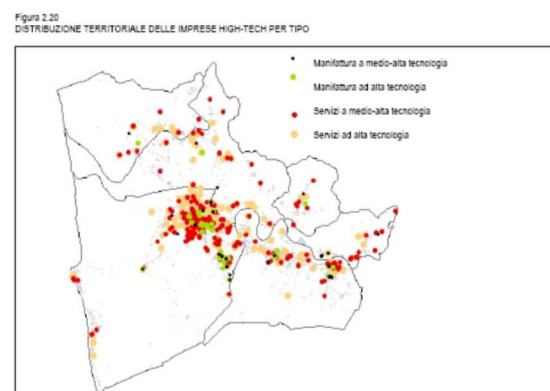 Figura 2.20
DISTRIBUZIONE TERRITORIALE DELLE IMPRESE HIGH-TECH PER TIPO
Manifattura a medio-alta tecnologia
Manifattura ad alta tecnologia
Servizi a medio-alta tecnologia
Servizi ad alta tecnologia